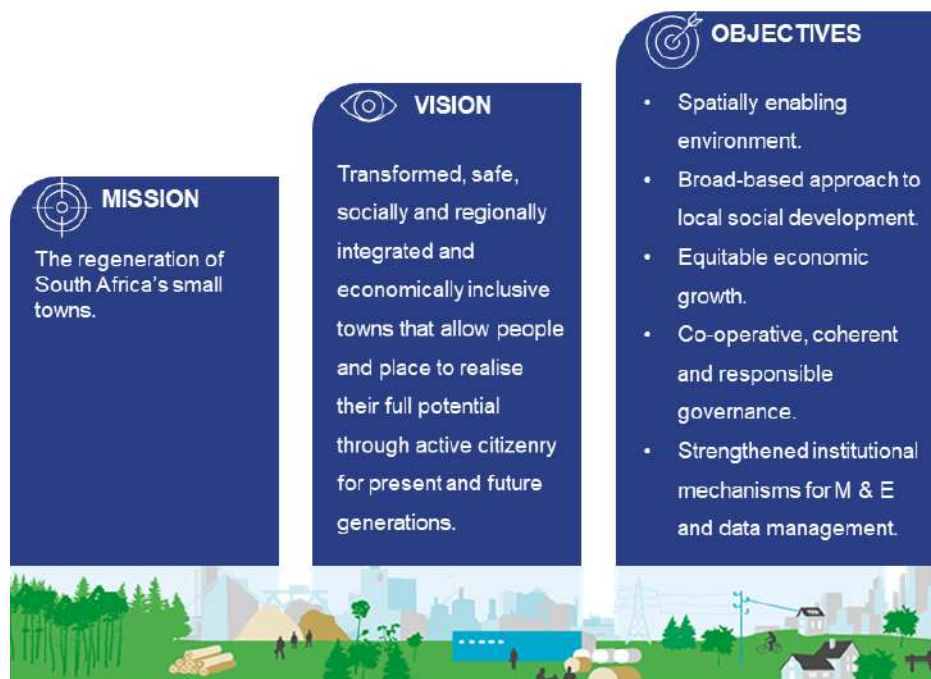 MISSION
The regeneration of
South Africa's small
towns.
VISION
Transformed, safe,
socially and regionally
integrated and
economically inclusive
towns that allow people
and place to realise
their full potential
through active citizenry
for present and future
generations.
OBJECTIVES
• Spatially enabling
environment.
• Broad-based approach to
local social development.
• Equitable economic
growth.
• Co-operative, coherent
and responsible
governance.
• Strengthened institutional
mechanisms for M & E
and data management.